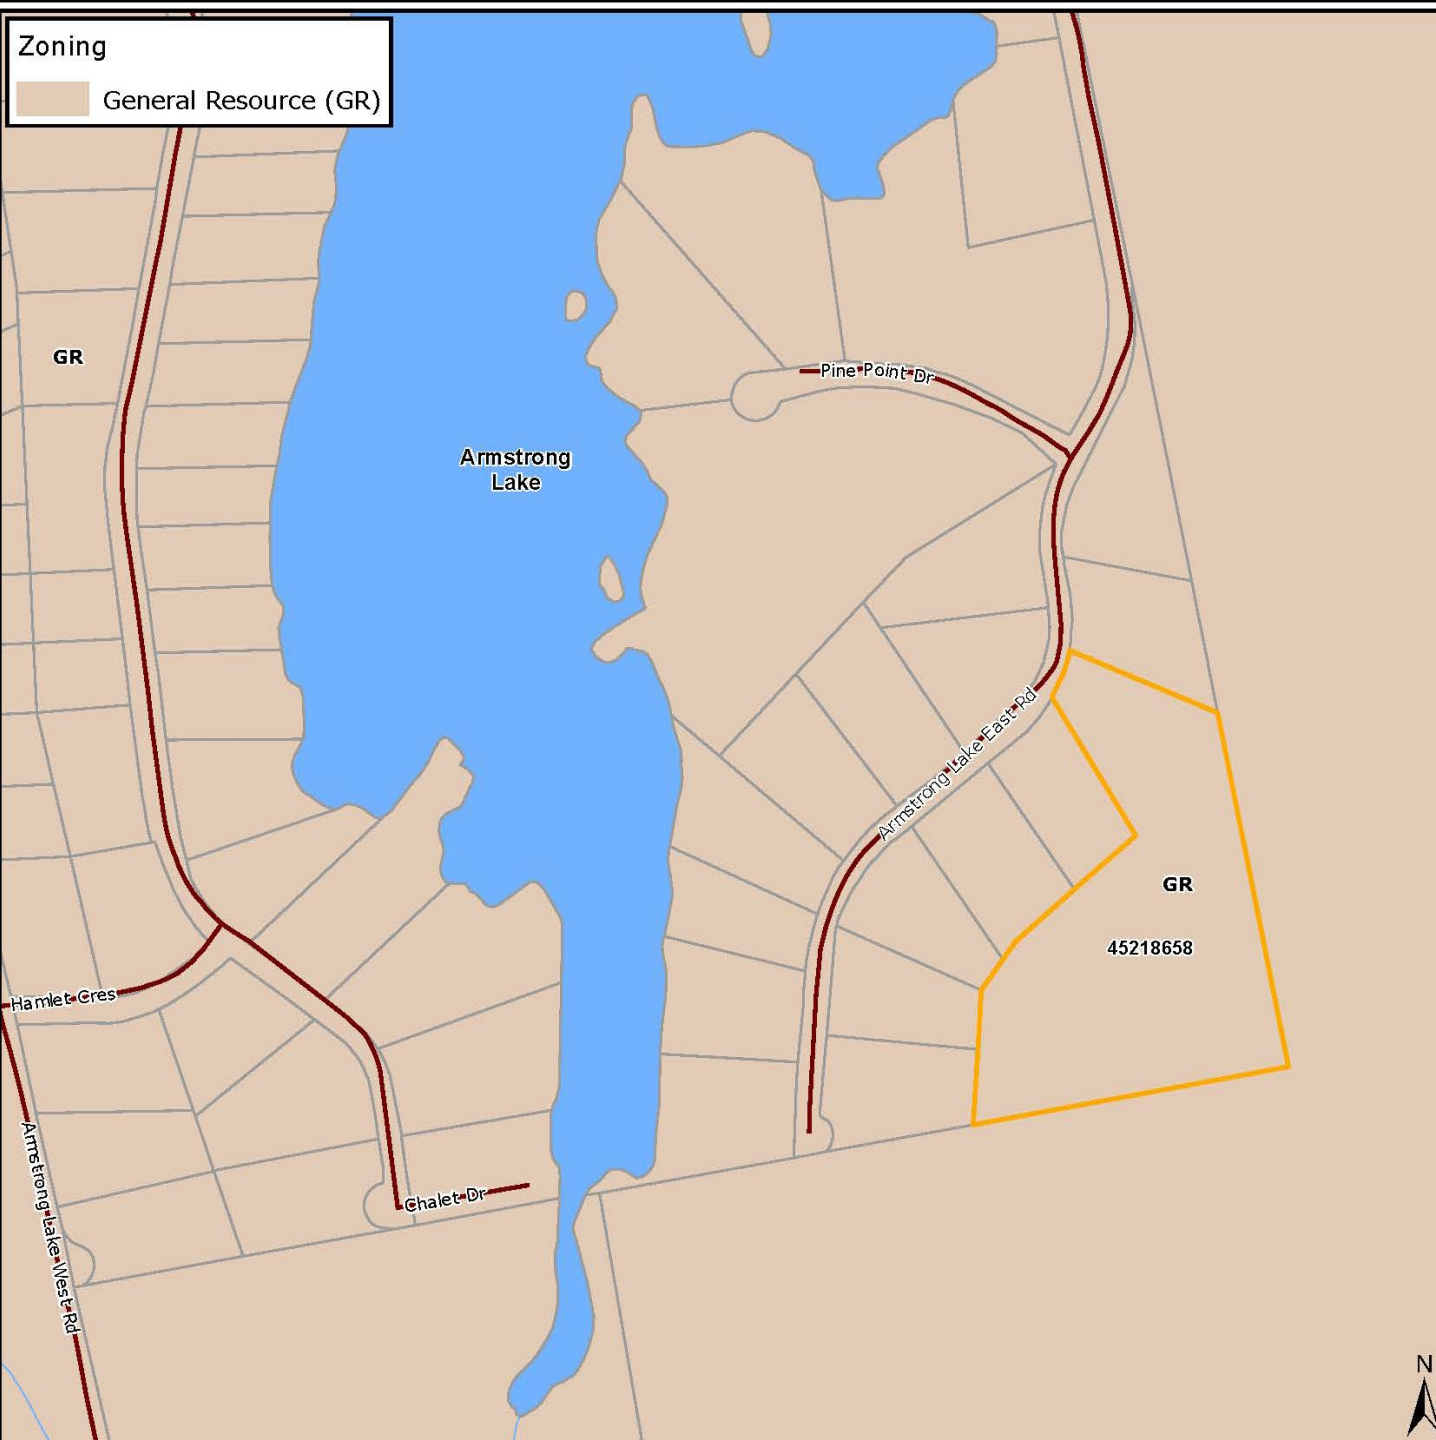 Zoning
General Resource (GR)
GR
Pine Point Dr
Armstrong
Lake
Armstrong Lake East Rd
GR
45218658
Hamlet Cres
Armstrong Lake West Rd
Chalet Dr
N